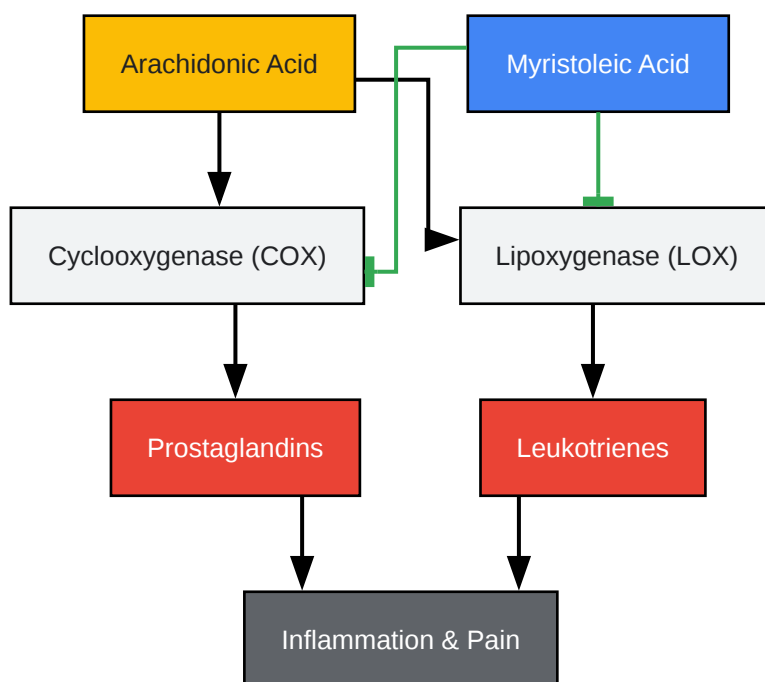 Arachidonic Acid
Myristoleic Acid
Cyclooxygenase (COX)
Lipoxygenase (LOX)
Prostaglandins
Leukotrienes
Inflammation & Pain